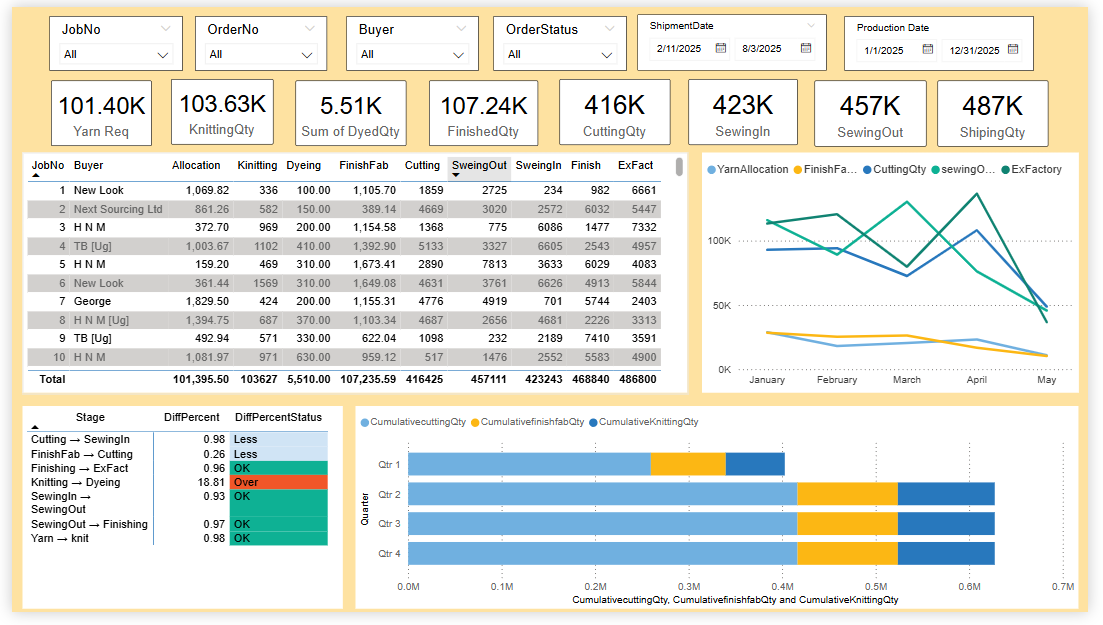 JobNo
All
OrderNo
All
Buyer
All
OrderStatus
All
ShipmentDate
2/11/2025 8/3/2025
Production Date
1/1/2025 12/31/2025
101.40K
Yarn Req
103.63K
KnittingQty
5.51K
Sum of DyedQty
107.24K
FinishedQty
416K
CuttingQty
423K
SewingIn
457K
SewingOut
487K
ShipingQty
JobNo Buyer Allocation Kinitting Dyeing FinishFab Cutting SweingOut SweingIn Finish ExFact
1 New Look 1,069.82 336 100.00 1,105.70 1859 2725 234 982 6661
2 Next Sourcing Ltd 861.26 582 150.00 389.14 4669 3020 2572 6032 5447
3 H N M 372.70 969 200.00 1,154.58 1368 775 6086 1477 7332
4 TB [Ug] 1,003.67 1102 410.00 1,392.90 5133 3327 6605 2543 4957
5 H N M 159.20 469 310.00 1,673.41 2890 7813 3633 6029 4083
6 New Look 361.44 1569 310.00 1,649.08 4631 3761 6626 4913 5844
7 George 1,829.50 424 200.00 1,155.31 4776 4919 701 5744 2403
8 H N M [Ug] 1,394.75 687 370.00 1,103.34 4687 2656 4681 2226 3313
9 TB [Ug] 492.94 571 330.00 622.04 1098 232 2189 7410 3591
10 H N M 1,081.97 971 630.00 959.12 517 1476 2552 5583 4900
Total 101,395.50 103627 5,510.00 107,235.59 416425 457111 423243 468840 486800
YarnAllocation FinishFa... CuttingQty sewingO... ExFactory
100K
50K
0K
January February March April May
Stage DiffPercent DiffPercentStatus
Cutting → SewingIn 0.98 Less
FinishFab → Cutting 0.26 Less
Finishing → ExFact 0.96 OK
Knitting → Dyeing 18.81 Over
SewingIn → 0.93 OK
SewingOut
SewingOut → Finishing 0.97 OK
Yarn → knit 0.98 OK
CumulativecuttingQty CumulativefinishfabQty CumulativeKnittingQty
Quarter
Qtr 1
Qtr 2
Qtr 3
Qtr 4
0.0M 0.1M 0.2M 0.3M 0.4M 0.5M 0.6M 0.7M
CumulativecuttingQty, CumulativefinishfabQty and CumulativeKnittingQty